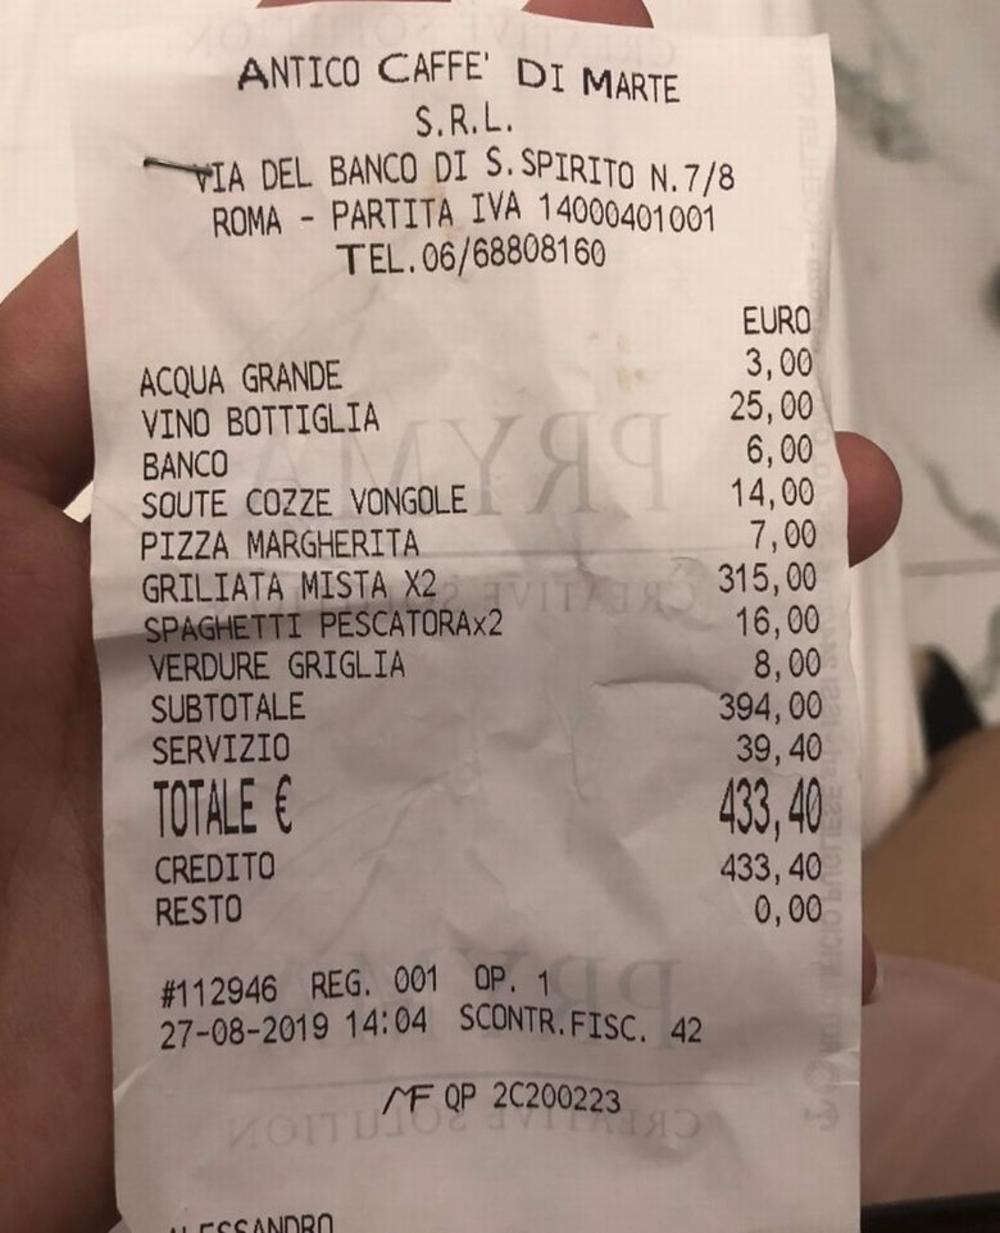 ANTICO CAFFE' DI MARTE
S.R.L.
VIA DEL BANCO DI S.SPIRITO N.7/8
ROMA - PARTITA IVA 14000401001
TEL.06/68808160
EURO
ACQUA GRANDE 3,00
VINO BOTTIGLIA 25,00
BANCO 6,00
SOUTE COZZE VONGOLE 14,00
PIZZA MARGHERITA 7,00
GRILIATA MISTA X2 315,00
SPAGHETTI PESCATORAx2 16,00
VERDURE GRIGLIA 8,00
SUBTOTALE 394,00
SERVIZIO 39,40
TOTALE € 433,40
CREDITO 433,40
RESTO 0,00
#112946 REG. 001 OP. 1
27-08-2019 14:04 SCONTR.FISC. 42
MF QP 2C200223
ALESSANDRO
PRYMA
CREATIVE SOLUTION